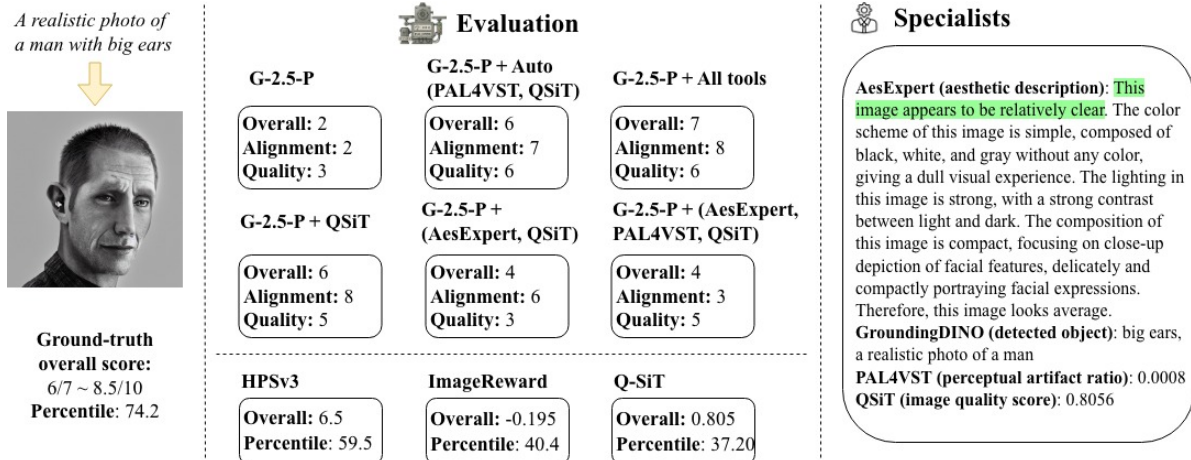 A realistic photo of
a man with big ears
Ground-truth
overall score:
6/7 ~ 8.5/10
Percentile: 74.2
Evaluation
G-2.5-P
Overall: 2
Alignment: 2
Quality: 3
G-2.5-P + Auto
(PAL4VST, QSiT)
Overall: 6
Alignment: 7
Quality: 6
G-2.5-P + All tools
Overall: 7
Alignment: 8
Quality: 6
G-2.5-P + QSiT
Overall: 6
Alignment: 8
Quality: 5
G-2.5-P +
(AesExpert, QSiT)
Overall: 4
Alignment: 6
Quality: 3
G-2.5-P + (AesExpert,
PAL4VST, QSiT)
Overall: 4
Alignment: 3
Quality: 5
HPSv3
Overall: 6.5
Percentile: 59.5
ImageReward
Overall: -0.195
Percentile: 40.4
Q-SiT
Overall: 0.805
Percentile: 37.20
Specialists
AesExpert (aesthetic description): This
image appears to be relatively clear. The color
scheme of this image is simple, composed of
black, white, and gray without any color,
giving a dull visual experience. The lighting in
this image is strong, with a strong contrast
between light and dark. The composition of
this image is compact, focusing on close-up
depiction of facial features, delicately and
compactly portraying facial expressions.
Therefore, this image looks average.
GroundingDINO (detected object): big ears,
a realistic photo of a man
PAL4VST (perceptual artifact ratio): 0.0008
QSiT (image quality score): 0.8056